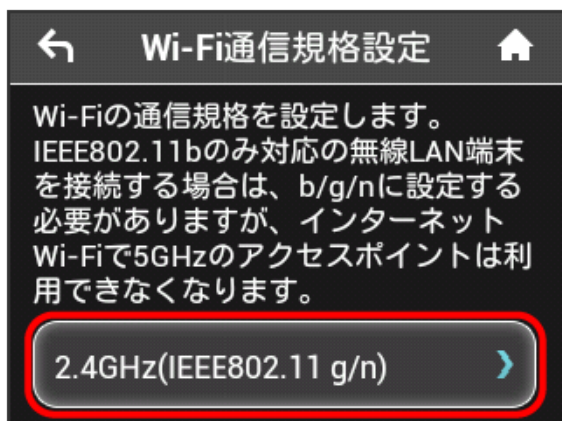 Wi-Fi通信規格設定
Wi-Fiの通信規格を設定します。
IEEE802.11bのみ対応の無線LAN端末
を接続する場合は、b/g/nに設定する
必要がありますが、インターネット
Wi-Fiで5GHzのアクセスポイントは利
用できなくなります。
2.4GHz(IEEE802.11 g/n)